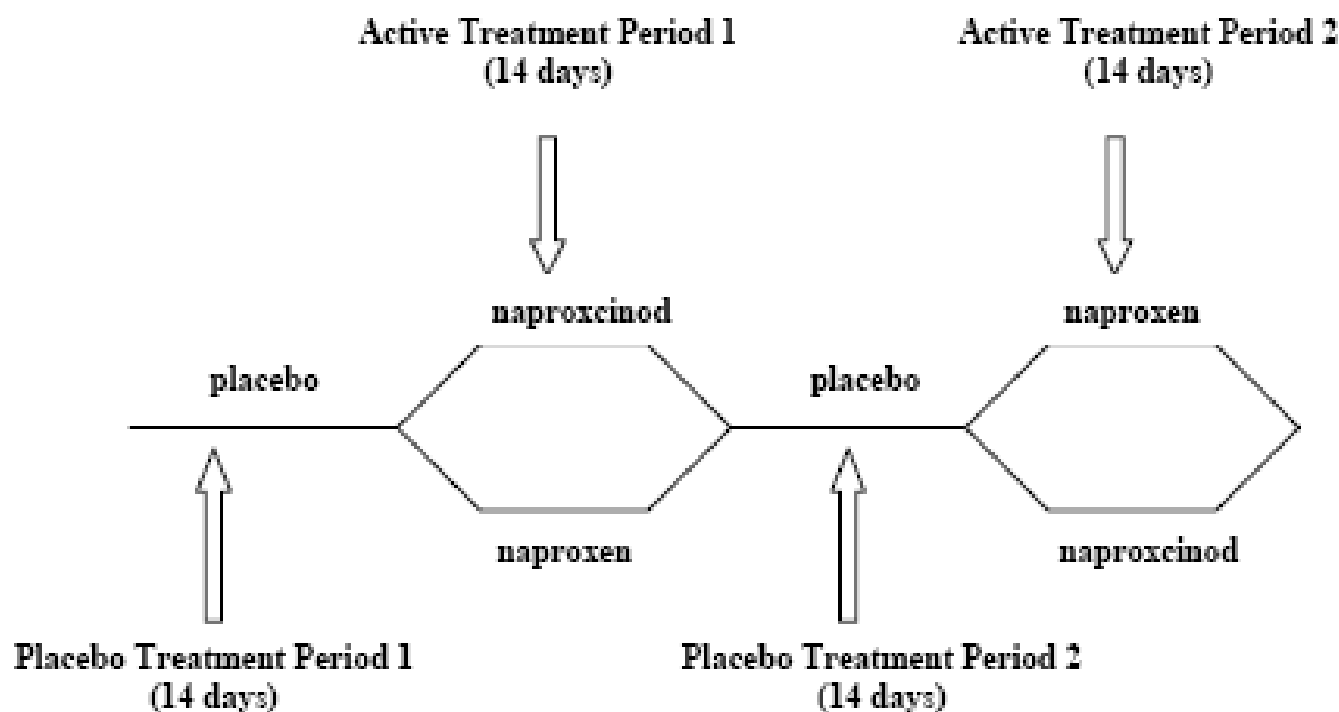 Active Treatment Period 1
(14 days)
Active Treatment Period 2
(14 days)
naproxcinod
naproxen
placebo
placebo
naproxen
naproxcinod
Placebo Treatment Period 1
(14 days)
Placebo Treatment Period 2
(14 days)